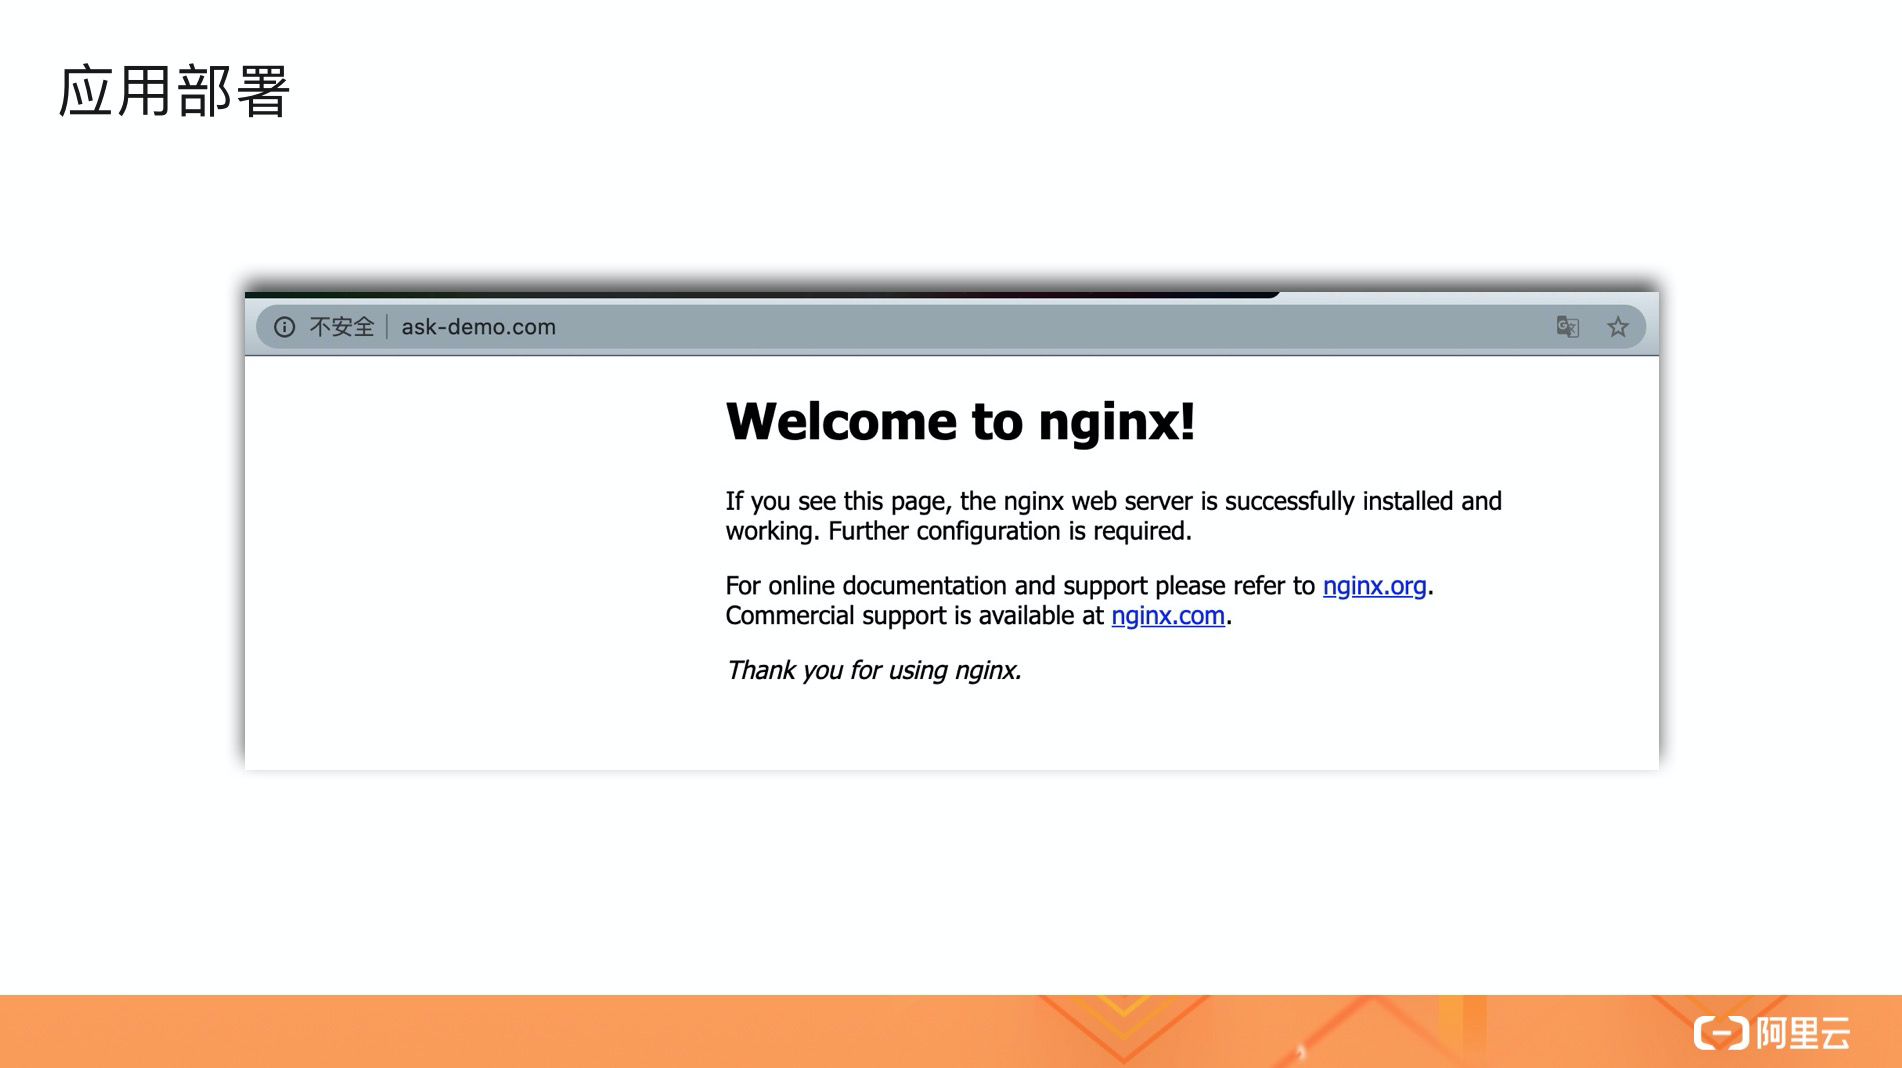 应用部署
不安全 ask-demo.com
Welcome to nginx!
If you see this page, the nginx web server is successfully installed and
working. Further configuration is required.
For online documentation and support please refer to nginx.org.
Commercial support is available at nginx.com.
Thank you for using nginx.
阿里云